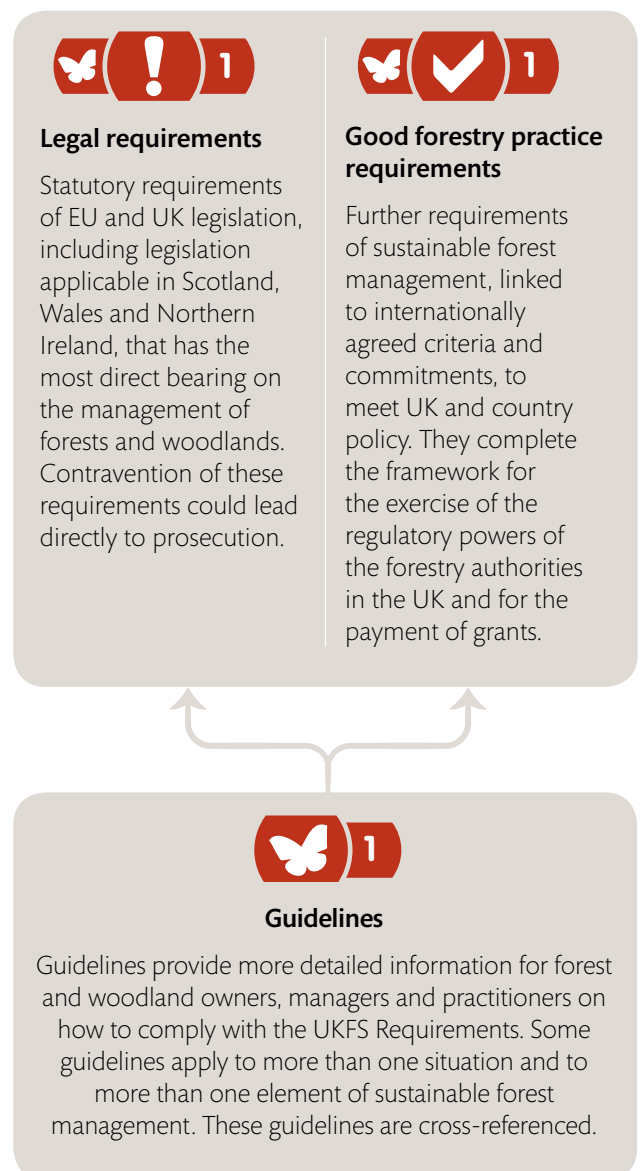 ! 1
Legal requirements
Statutory requirements
of EU and UK legislation,
including legislation
applicable in Scotland,
Wales and Northern
Ireland, that has the
most direct bearing on
the management of
forests and woodlands.
Contravention of these
requirements could lead
directly to prosecution.
1
Good forestry practice
requirements
Further requirements
of sustainable forest
management, linked
to internationally
agreed criteria and
commitments, to
meet UK and country
policy. They complete
the framework for
the exercise of the
regulatory powers of
the forestry authorities
in the UK and for the
payment of grants.
1
Guidelines
Guidelines provide more detailed information for forest
and woodland owners, managers and practitioners on
how to comply with the UKFS Requirements. Some
guidelines apply to more than one situation and to
more than one element of sustainable forest
management. These guidelines are cross-referenced.